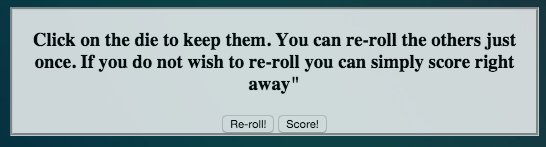 Click on the die to keep them. You can re-roll the others just
once. If you do not wish to re-roll you can simply score right
away"
Re-roll! Score!